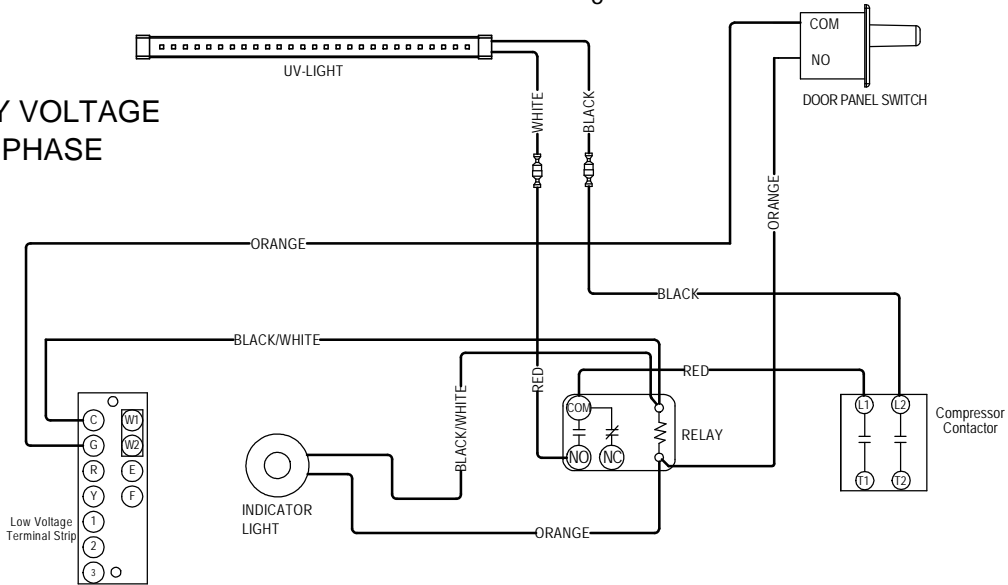 COM
NO
DOOR PANEL SWITCH
UV-LIGHT
Y VOLTAGE
PHASE
WHITE
BLACK
ORANGE
ORANGE
BLACK
BLACK/WHITE
RED
RED
BLACK/WHITE
COM
NO
NC
RELAY
L1
L2
T1
T2
Compressor
Contactor
C
W1
G
W2
R
E
Y
F
1
2
3
Low Voltage
Terminal Strip
INDICATOR
LIGHT
ORANGE